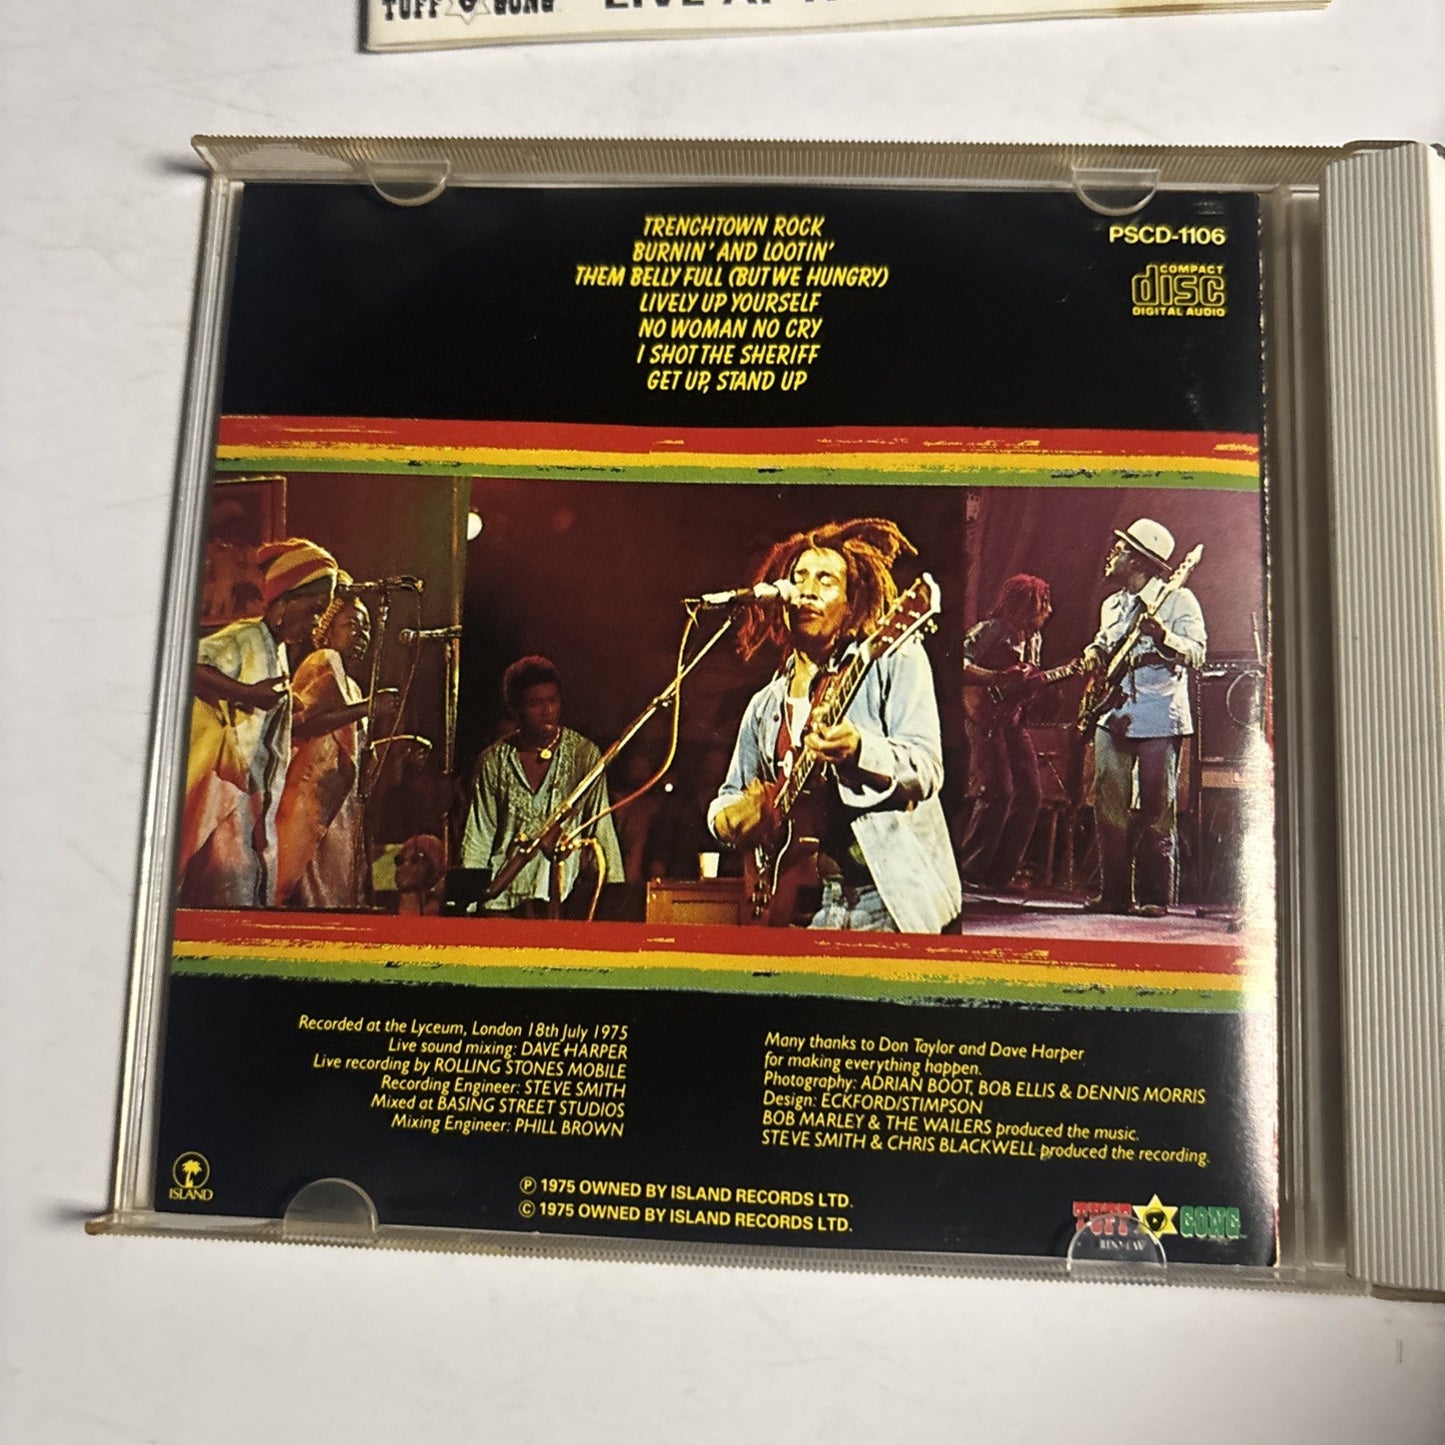 TUFF GONG LIVE AT
TRENCHTOWN ROCK
BURNIN' AND LOOTIN'
THEM BELLY FULL (BUT WE HUNGRY)
LIVELY UP YOURSELF
NO WOMAN NO CRY
I SHOT THE SHERIFF
GET UP, STAND UP
PSCD-1106
COMPACT
disc
DIGITAL AUDIO
Recorded at the Lyceum, London 18th July 1975
Live sound mixing: DAVE HARPER
Live recording by ROLLING STONES MOBILE
Recording Engineer: STEVE SMITH
Mixed at BASING STREET STUDIOS
Mixing Engineer: PHILL BROWN
Many thanks to Don Taylor and Dave Harper
for making everything happen.
Photography: ADRIAN BOOT, BOB ELLIS & DENNIS MORRIS
Design: ECKFORD/STIMPSON
BOB MARLEY & THE WAILERS produced the music.
STEVE SMITH & CHRIS BLACKWELL produced the recording.
ISLAND
Ⓟ 1975 OWNED BY ISLAND RECORDS LTD.
© 1975 OWNED BY ISLAND RECORDS LTD.
TUFF GONG